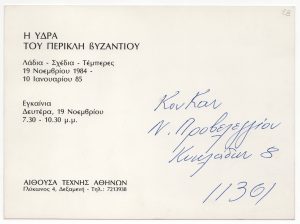 Η ΥΔΡΑ
ΤΟΥ ΠΕΡΙΚΛΗ ΒΥΖΑΝΤΙΟΥ
Λάδια - Σχέδια - Τέμπερες
19 Νοεμβρίου 1984 -
10 Ιανουαρίου 85
Εγκαίνια
Δευτέρα, 19 Νοεμβρίου
7.30 - 10.30 μ.μ.
ΑΙΘΟΥΣΑ ΤΕΧΝΗΣ ΑΘΗΝΩΝ
Γλύκωνος 4, Δεξαμενή - Τηλ.: 7213938
Κον Καν
Ν. Προβελεγγίου
Κυκλάδων 8
11361